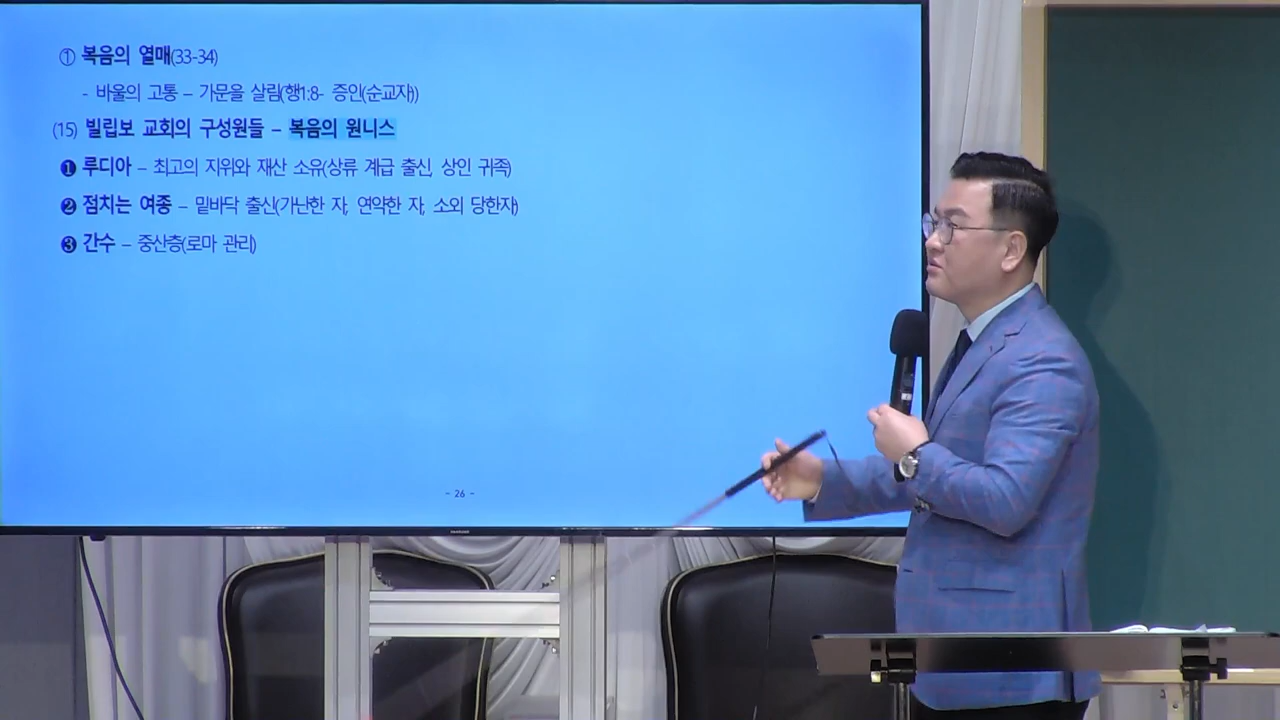 ① 복음의 열매(33-34)
- 바울의 고통 – 가문을 살림(행1:8- 증인(순교자))
(15) 빌립보 교회의 구성원들 – 복음의 원니스
❶ 루디아 – 최고의 지위와 재산 소유(상류 계급 출신, 상인 귀족)
❷ 점치는 여종 – 밑바닥 출신(가난한 자, 연약한 자, 소외 당한자)
❸ 간수 – 중산층(로마 관리)
- 26 -